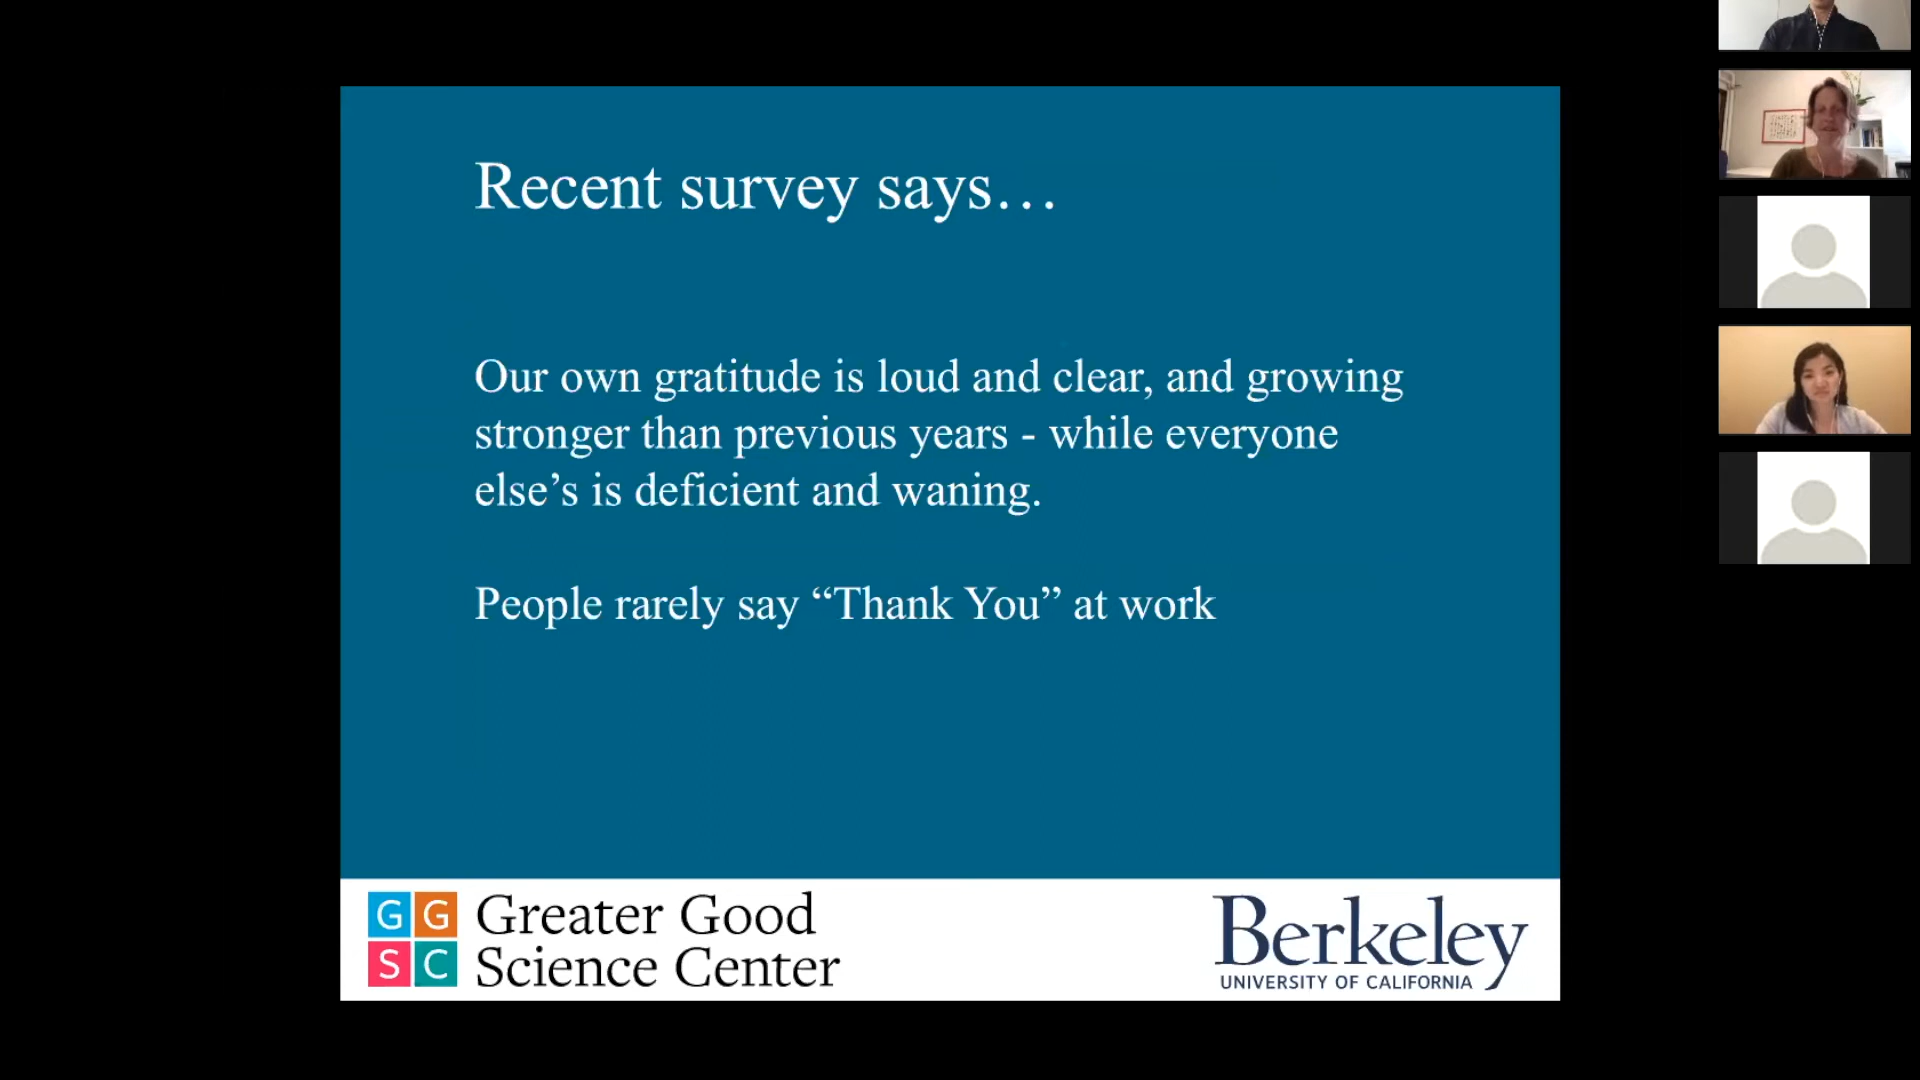 Recent survey says…
Our own gratitude is loud and clear, and growing
stronger than previous years - while everyone
else’s is deficient and waning.
People rarely say “Thank You” at work
GG
SC
Greater Good
Science Center
Berkeley
UNIVERSITY OF CALIFORNIA